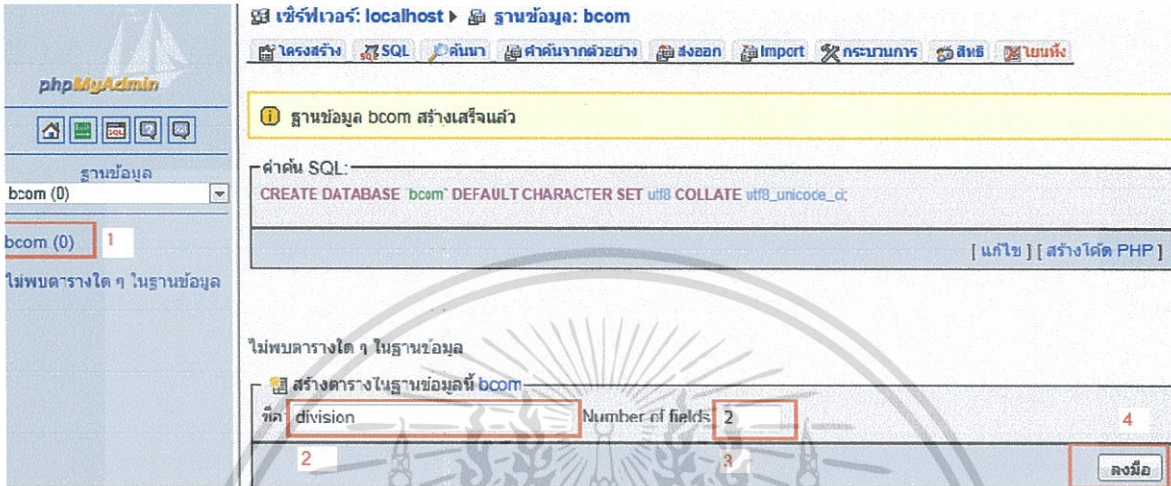 phpMyAdmin
ฐานข้อมูล
bcom (0)
bcom (0) 1
ไม่พบตารางใด ๆ ในฐานข้อมูล
เซิร์ฟเวอร์: localhost ▸ ฐานข้อมูล: bcom
โครงสร้าง SQL ค้นหา คำค้นจากตัวอย่าง ส่งออก Import กระบวนการ สิทธิ โยนทิ้ง
ฐานข้อมูล bcom สร้างเสร็จแล้ว
คำค้น SQL:
CREATE DATABASE `bcom` DEFAULT CHARACTER SET utf8 COLLATE utf8_unicode_ci;
[ แก้ไข ] [ สร้างโค้ด PHP ]
ไม่พบตารางใด ๆ ในฐานข้อมูล
สร้างตารางในฐานข้อมูลนี้ bcom
ชื่อ: division Number of fields: 2 4
2 3 ลงมือ